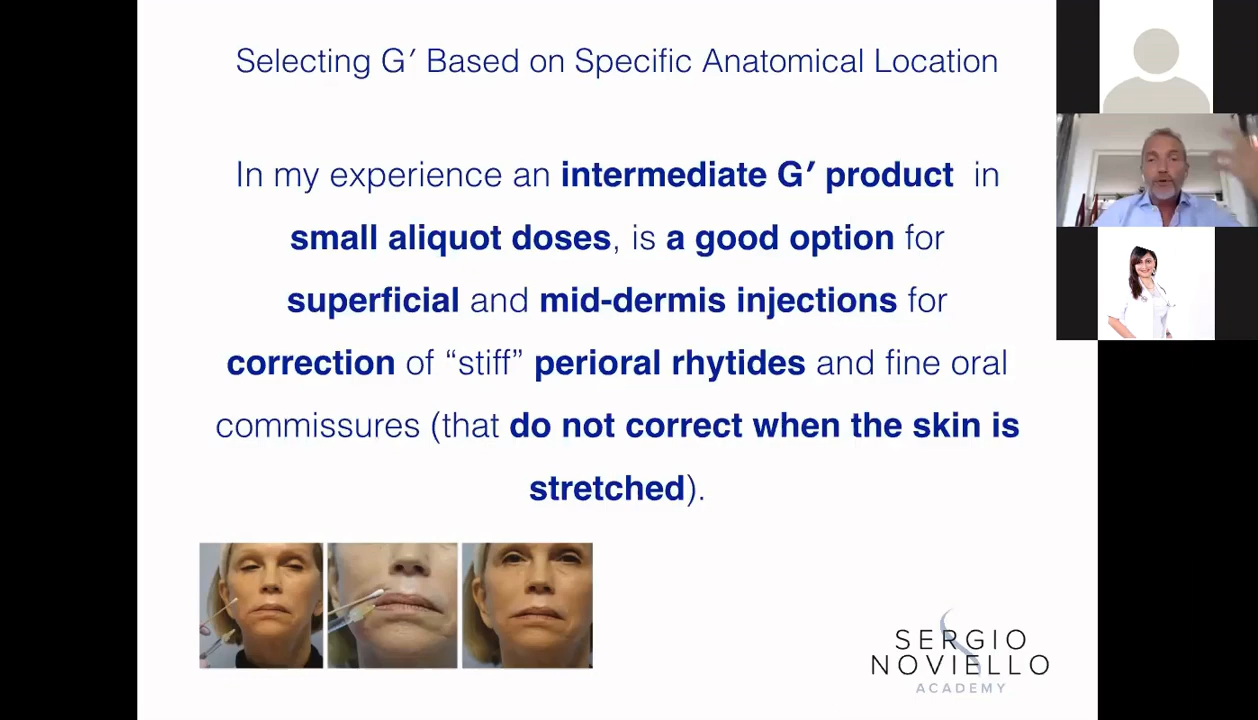 Selecting G′ Based on Specific Anatomical Location
In my experience an intermediate G′ product in
small aliquot doses, is a good option for
superficial and mid-dermis injections for
correction of “stiff” perioral rhytides and fine oral
commissures (that do not correct when the skin is
stretched).
SERGIO
NOVIELLO
ACADEMY